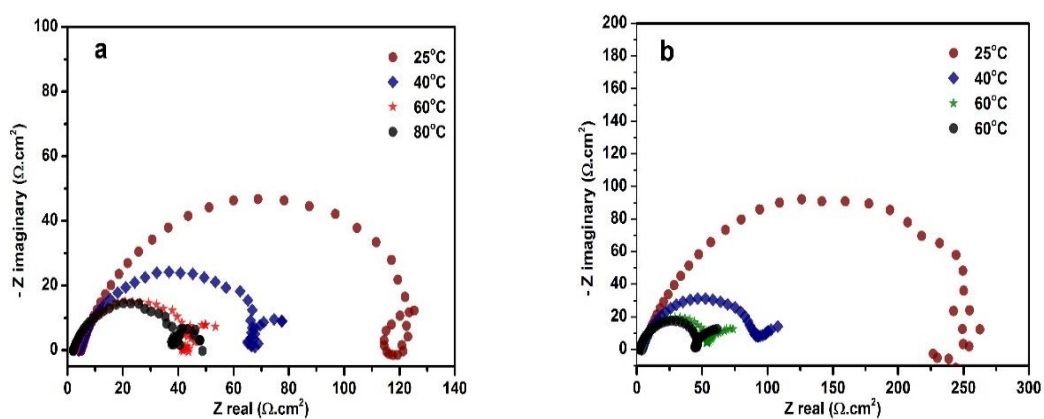 a
25°C
40°C
60°C
80°C
100
80
60
40
20
0
- Z imaginary (Ω.cm²)
0 20 40 60 80 100 120 140
Z real (Ω.cm²)
b
25°C
40°C
60°C
60°C
200
180
160
140
120
100
80
60
40
20
0
- Z imaginary (Ω.cm²)
0 50 100 150 200 250 300
Z real (Ω.cm²)